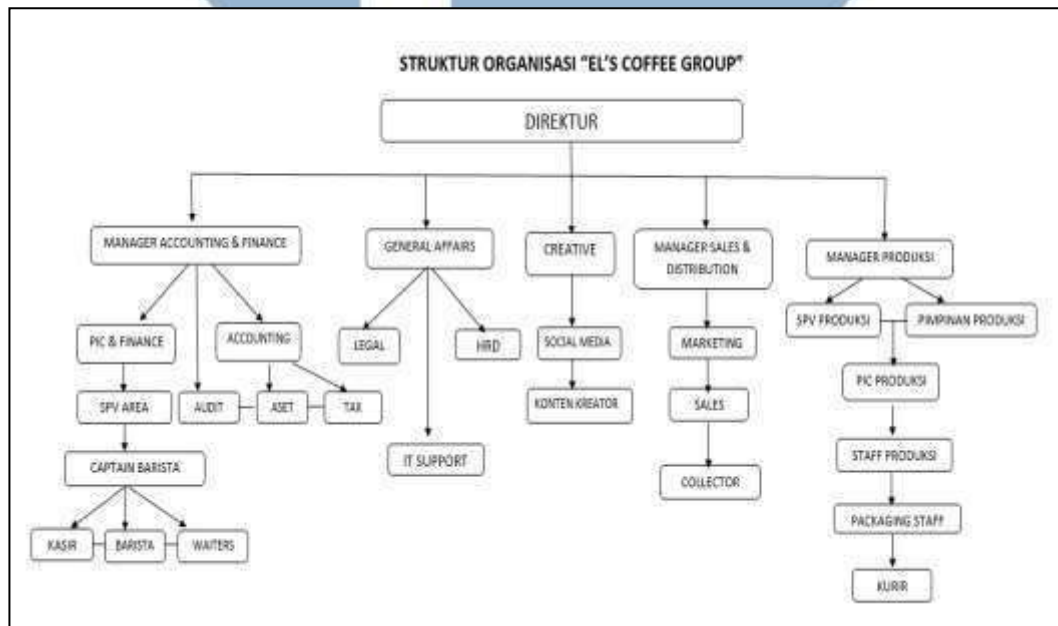 STRUKTUR ORGANISASI "EL'S COFFEE GROUP"
DIREKTUR
MANAGER ACCOUNTING & FINANCE
GENERAL AFFAIRS
CREATIVE
MANAGER SALES &
DISTRIBUTION
MANAGER PRODUKSI
PIC & FINANCE
ACCOUNTING
LEGAL
HRD
SOCIAL MEDIA
MARKETING
SPV PRODUKSI
PIMPINAN PRODUKSI
SPV AREA
AUDIT
ASET
TAX
KONTEN KREATOR
SALES
PIC PRODUKSI
CAPTAIN BARISTA
IT SUPPORT
COLLECTOR
STAFF PRODUKSI
KASIR
BARISTA
WAITERS
PACKAGING STAFF
KURIR